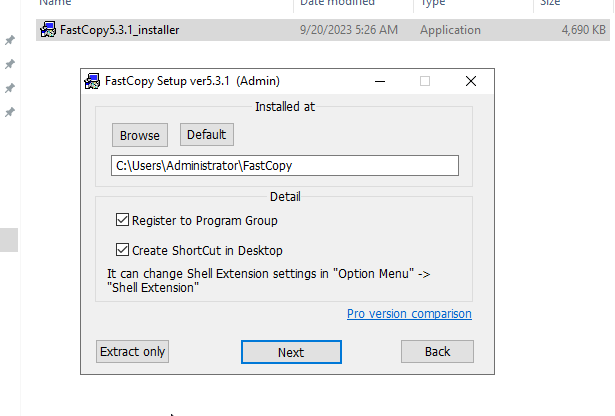 Name Date modified Type Size
FastCopy5.3.1_installer 9/20/2023 5:26 AM Application 4,690 KB
FastCopy Setup ver5.3.1 (Admin)
Installed at
Browse Default
C:\Users\Administrator\FastCopy
Detail
Register to Program Group
Create ShortCut in Desktop
It can change Shell Extension settings in "Option Menu" ->
"Shell Extension"
Pro version comparison
Extract only Next Back